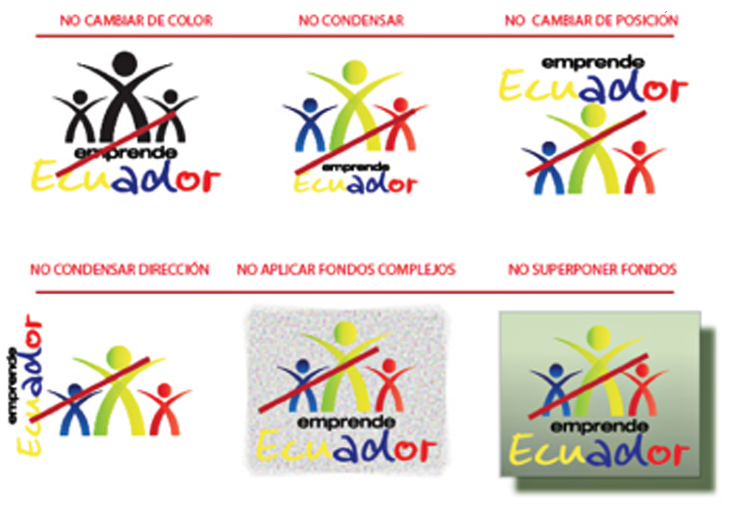 NO CAMBIAR DE COLOR
NO CONDENSAR
NO CAMBIAR DE POSICIÓN
emprende
Ecuador
emprende
Ecuador
emprende
Ecuador
NO CONDENSAR DIRECCIÓN
NO APLICAR FONDOS COMPLEJOS
NO SUPERPONER FONDOS
emprende
Ecuador
emprende
Ecuador
emprende
Ecuador